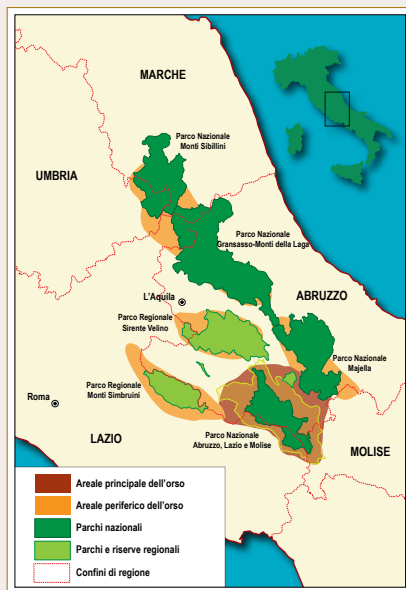 MARCHE
Parco Nazionale
Monti Sibillini
UMBRIA
Parco Nazionale
Gransasso-Monti della Laga
L'Aquila
ABRUZZO
Parco Regionale
Sirente Velino
Parco Nazionale
Majella
Parco Regionale
Monti Simbruini
Roma
LAZIO
Parco Nazionale
Abruzzo, Lazio e Molise
MOLISE
Areale principale dell'orso
Areale periferico dell'orso
Parchi nazionali
Parchi e riserve regionali
Confini di regione